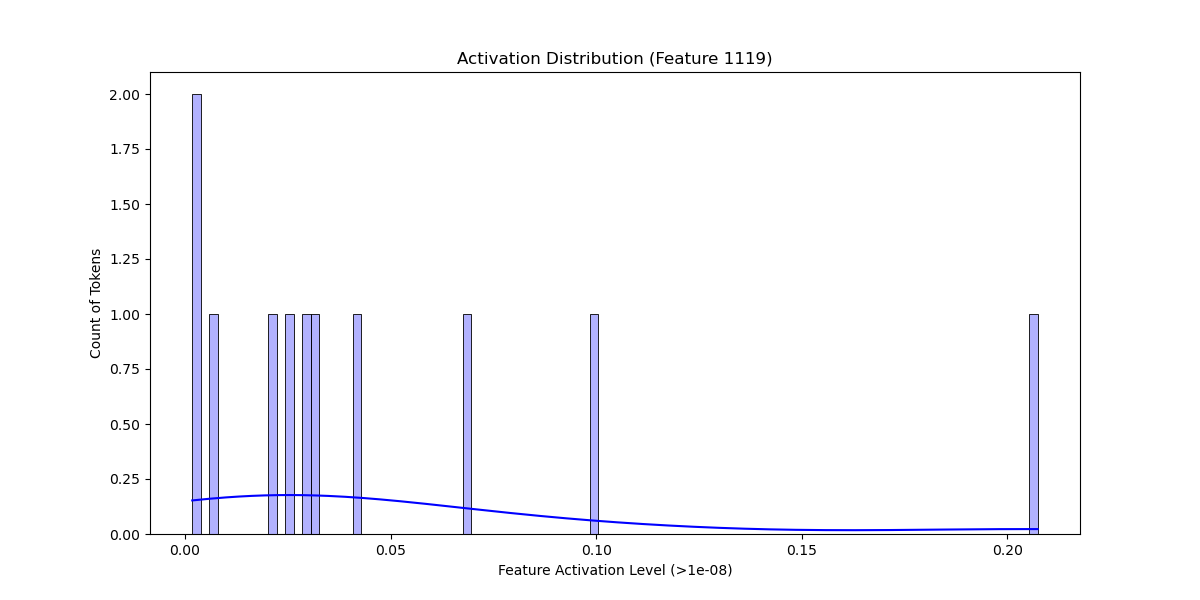 Activation Distribution (Feature 1119)
2.00
1.75
1.50
1.25
1.00
0.75
0.50
0.25
0.00
Count of Tokens
0.00 0.05 0.10 0.15 0.20
Feature Activation Level (>1e-08)